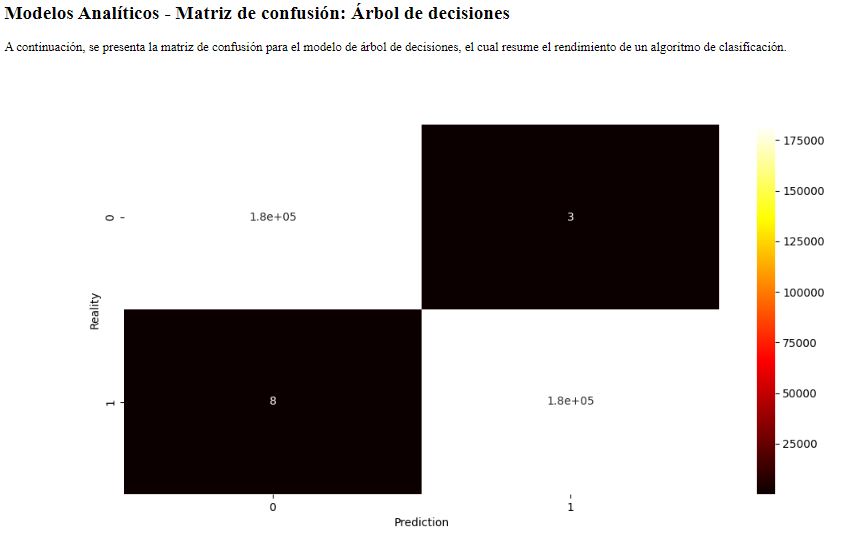 Modelos Analíticos - Matriz de confusión: Árbol de decisiones
A continuación, se presenta la matriz de confusión para el modelo de árbol de decisiones, el cual resume el rendimiento de un algoritmo de clasificación.
175000
150000
125000
100000
75000
50000
25000
0
1.8e+05
3
Reality
1
8
1.8e+05
0
1
Prediction